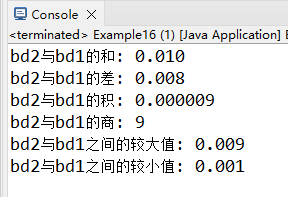 Console
<terminated> Example16 (1) [Java Application]
bd2与bd1的和: 0.010
bd2与bd1的差: 0.008
bd2与bd1的积: 0.000009
bd2与bd1的商: 9
bd2与bd1之间的较大值: 0.009
bd2与bd1之间的较小值: 0.001